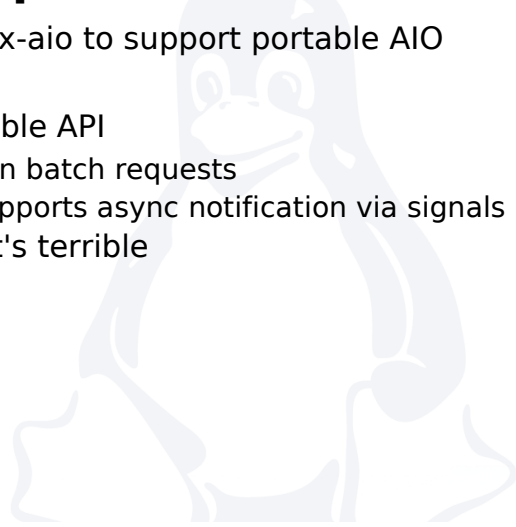 x-aio to support portable AIO
ble API
n batch requests
pports async notification via signals
's terrible